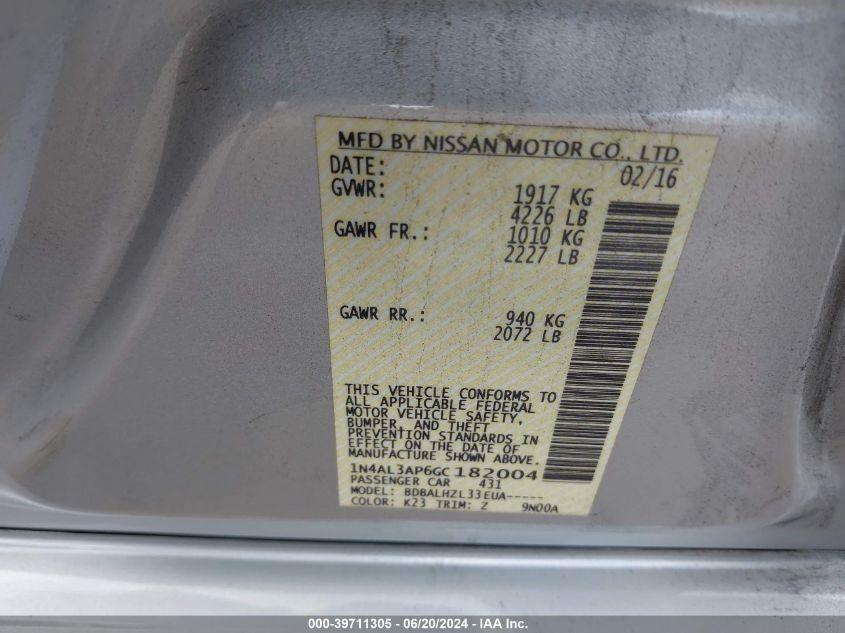 MFD BY NISSAN MOTOR CO., LTD.
DATE: 02/16
GVWR: 1917 KG
4226 LB
GAWR FR.: 1010 KG
2227 LB
GAWR RR.: 940 KG
2072 LB
THIS VEHICLE CONFORMS TO
ALL APPLICABLE FEDERAL
MOTOR VEHICLE SAFETY,
BUMPER, AND THEFT
PREVENTION STANDARDS IN
EFFECT ON THE DATE OF
MANUFACTURE SHOWN ABOVE.
1N4AL3AP6GC182004
PASSENGER CAR 431
MODEL: BDBALHZL33EUA-----
COLOR: K23 TRIM: Z 9N00A
000-39711305 - 06/20/2024 - IAA Inc.